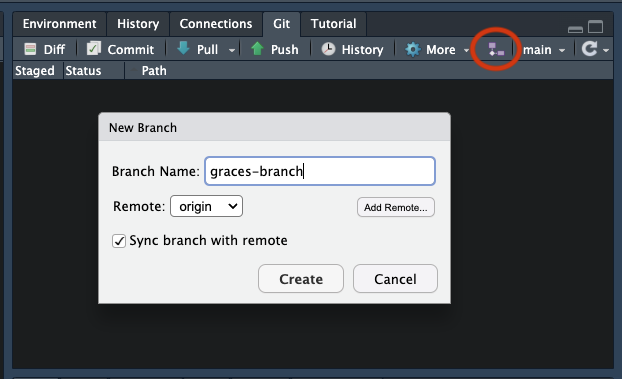 Environment History Connections Git Tutorial
Diff Commit Pull Push History More main
Staged Status Path
New Branch
Branch Name: graces-branch
Remote: origin Add Remote...
Sync branch with remote
Create Cancel